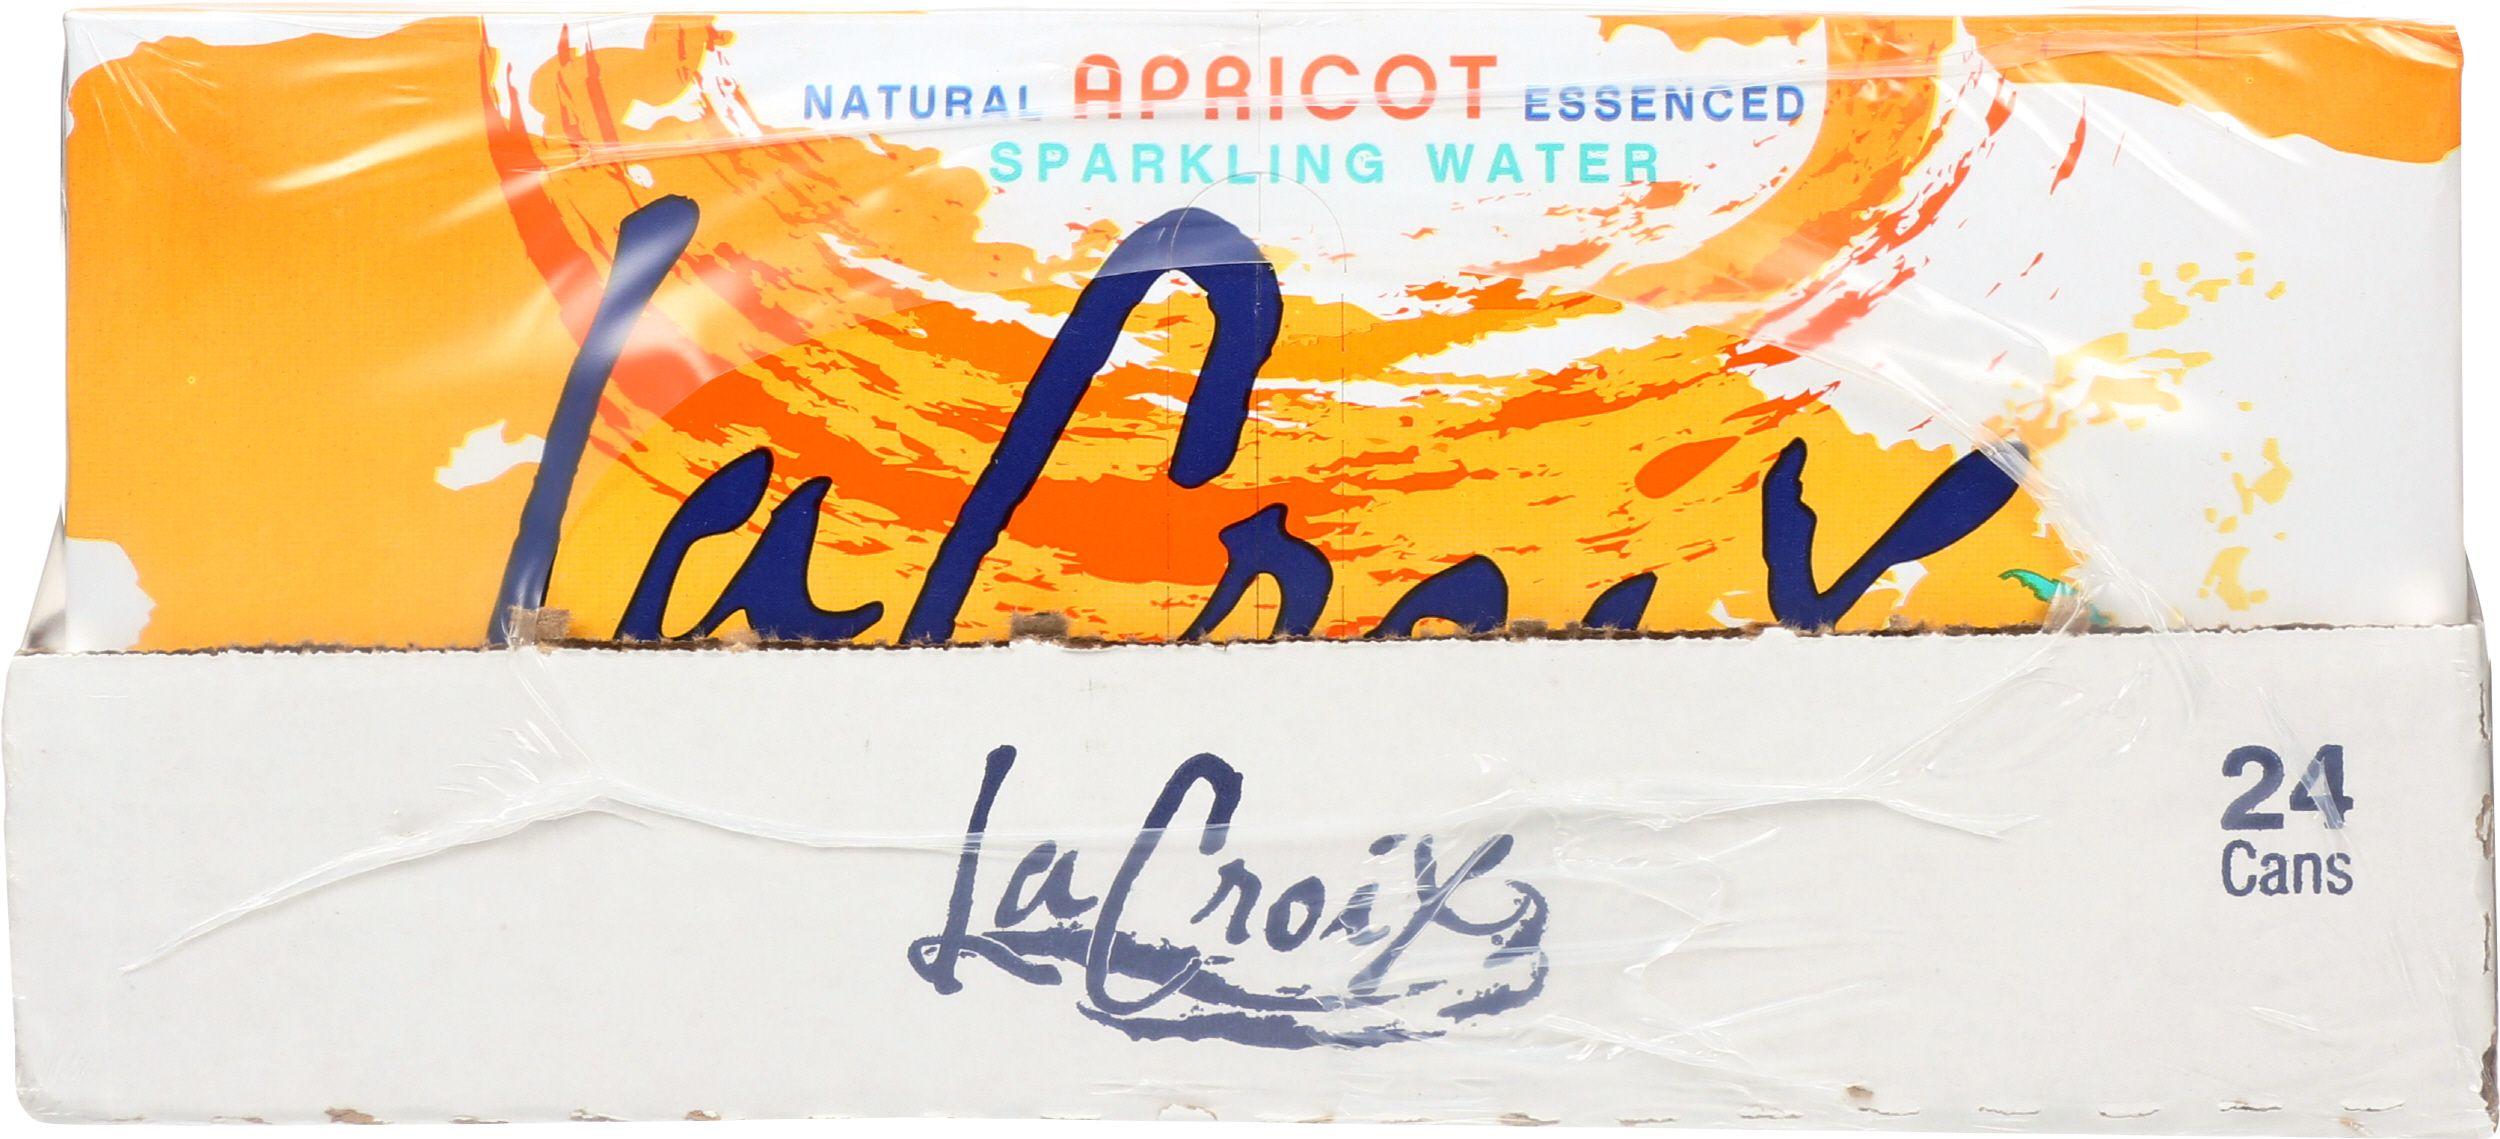 NATURAL APRICOT ESSENCED
SPARKLING WATER
LaCroix
LaCroix
24
Cans